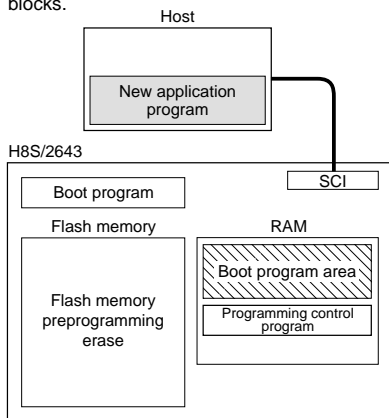 blocks.
Host
New application
program
H8S/2643
SCI
Boot program
Flash memory
RAM
Boot program area
Flash memory
preprogramming
erase
Programming control
program